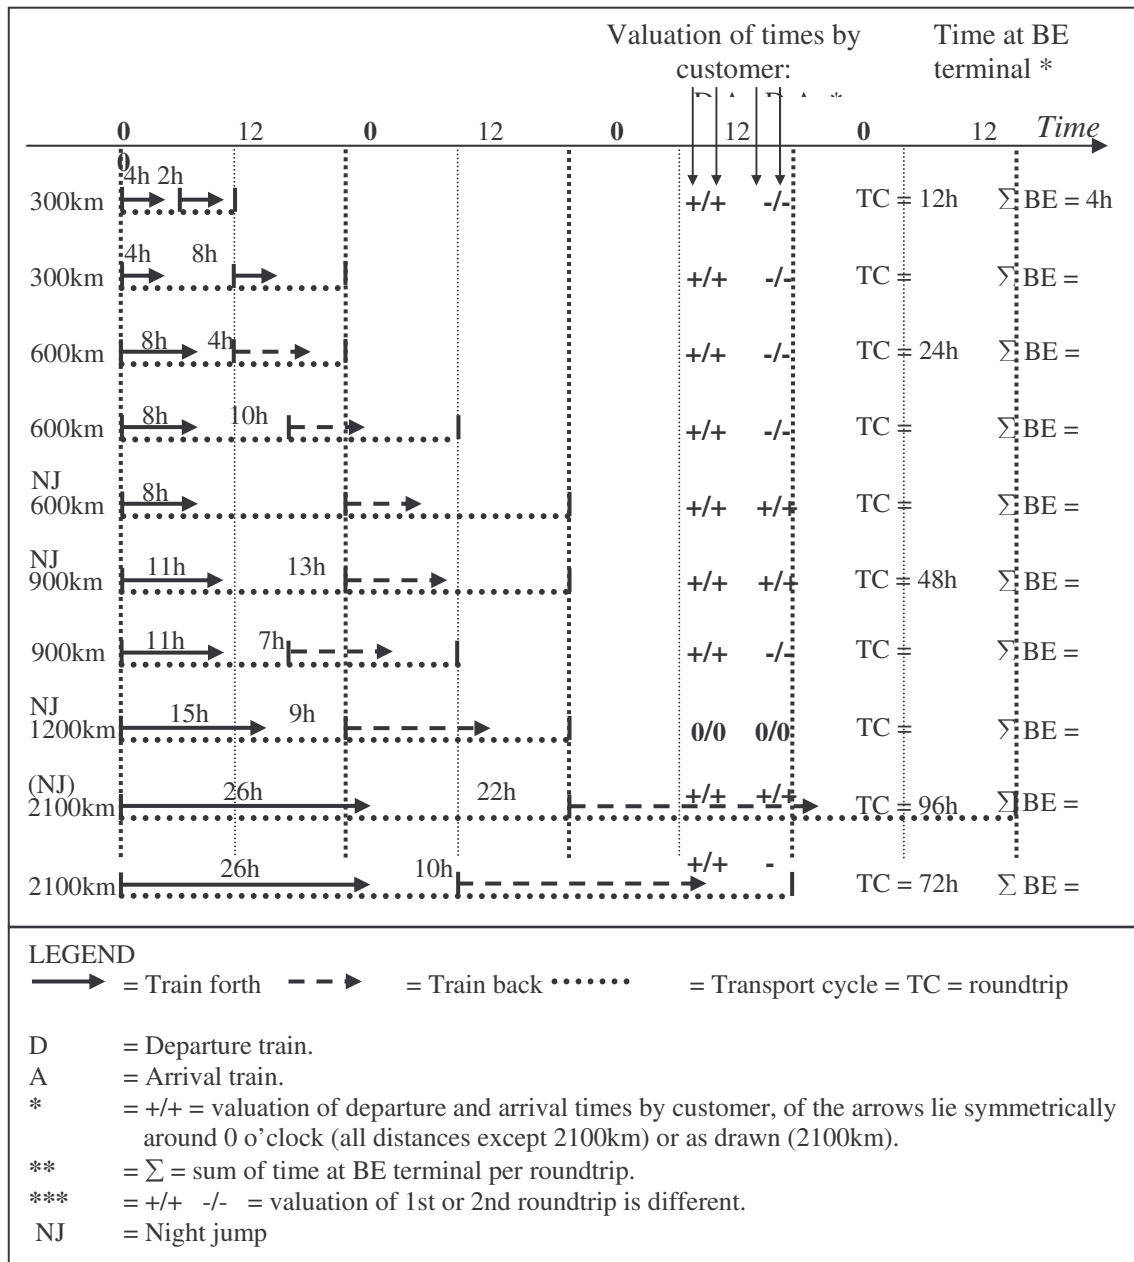 Valuation of times by Time at BE
customer: terminal *
D A D A *
0 12 0 12 0 12 0 12 Time
0
4h 2h
300km +/+ -/- TC = 12h ∑ BE = 4h
4h 8h
300km +/+ -/- TC = ∑ BE =
8h 4h
600km +/+ -/- TC = 24h ∑ BE =
8h 10h
600km +/+ -/- TC = ∑ BE =
NJ 8h
600km +/+ +/+ TC = ∑ BE =
NJ 11h 13h
900km +/+ +/+ TC = 48h ∑ BE =
11h 7h
900km +/+ -/- TC = ∑ BE =
NJ 15h 9h
1200km 0/0 0/0 TC = ∑ BE =
(NJ) 26h 22h +/+ +/+
2100km TC = 96h ∑ BE =
26h 10h +/+ -
2100km TC = 72h ∑ BE =
LEGEND
= Train forth = Train back = Transport cycle = TC = roundtrip
D = Departure train.
A = Arrival train.
* = +/+ = valuation of departure and arrival times by customer, of the arrows lie symmetrically
around 0 o’clock (all distances except 2100km) or as drawn (2100km).
** = ∑ = sum of time at BE terminal per roundtrip.
*** = +/+ -/- = valuation of 1st or 2nd roundtrip is different.
NJ = Night jump